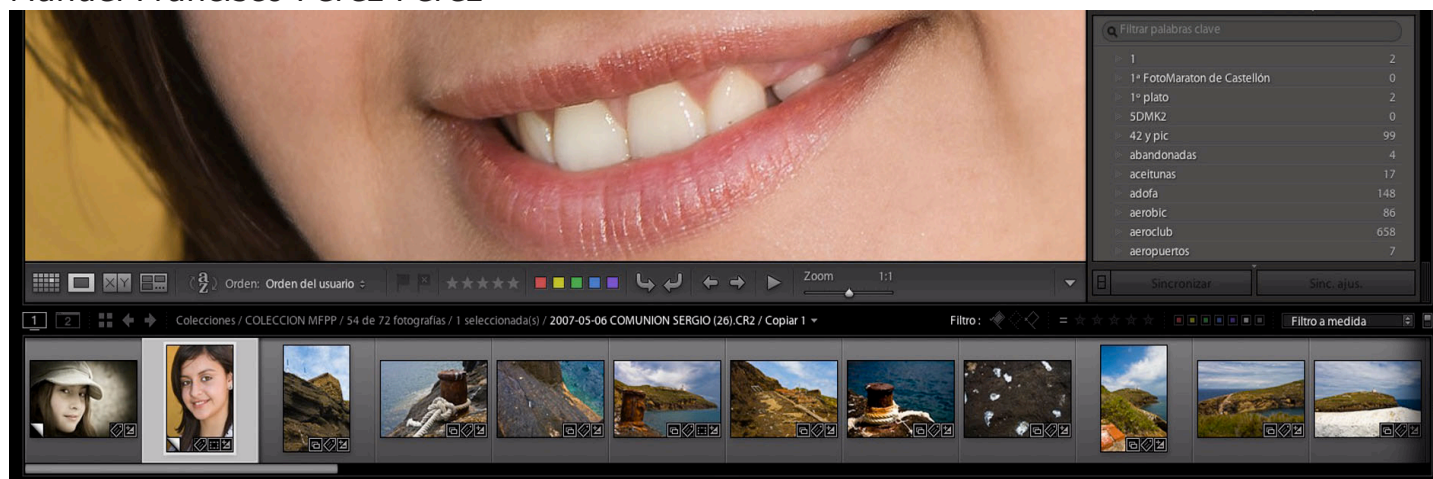 Filtrar palabras clave
1 2
1ª FotoMaraton de Castellón 0
1º plato 2
5DMK2 0
42 y pic 99
abandonadas 4
aceitunas 17
adofa 148
aerobic 86
aeroclub 658
aeropuertos 7
XY Orden: Orden del usuario Zoom 1:1 Sincronizar Sinc. ajus.
1 2 Colecciones / COLECCION MFPP / 54 de 72 fotografías / 1 seleccionada(s) / 2007-05-06 COMUNION SERGIO (26).CR2 / Copiar 1 Filtro : Filtro a medida